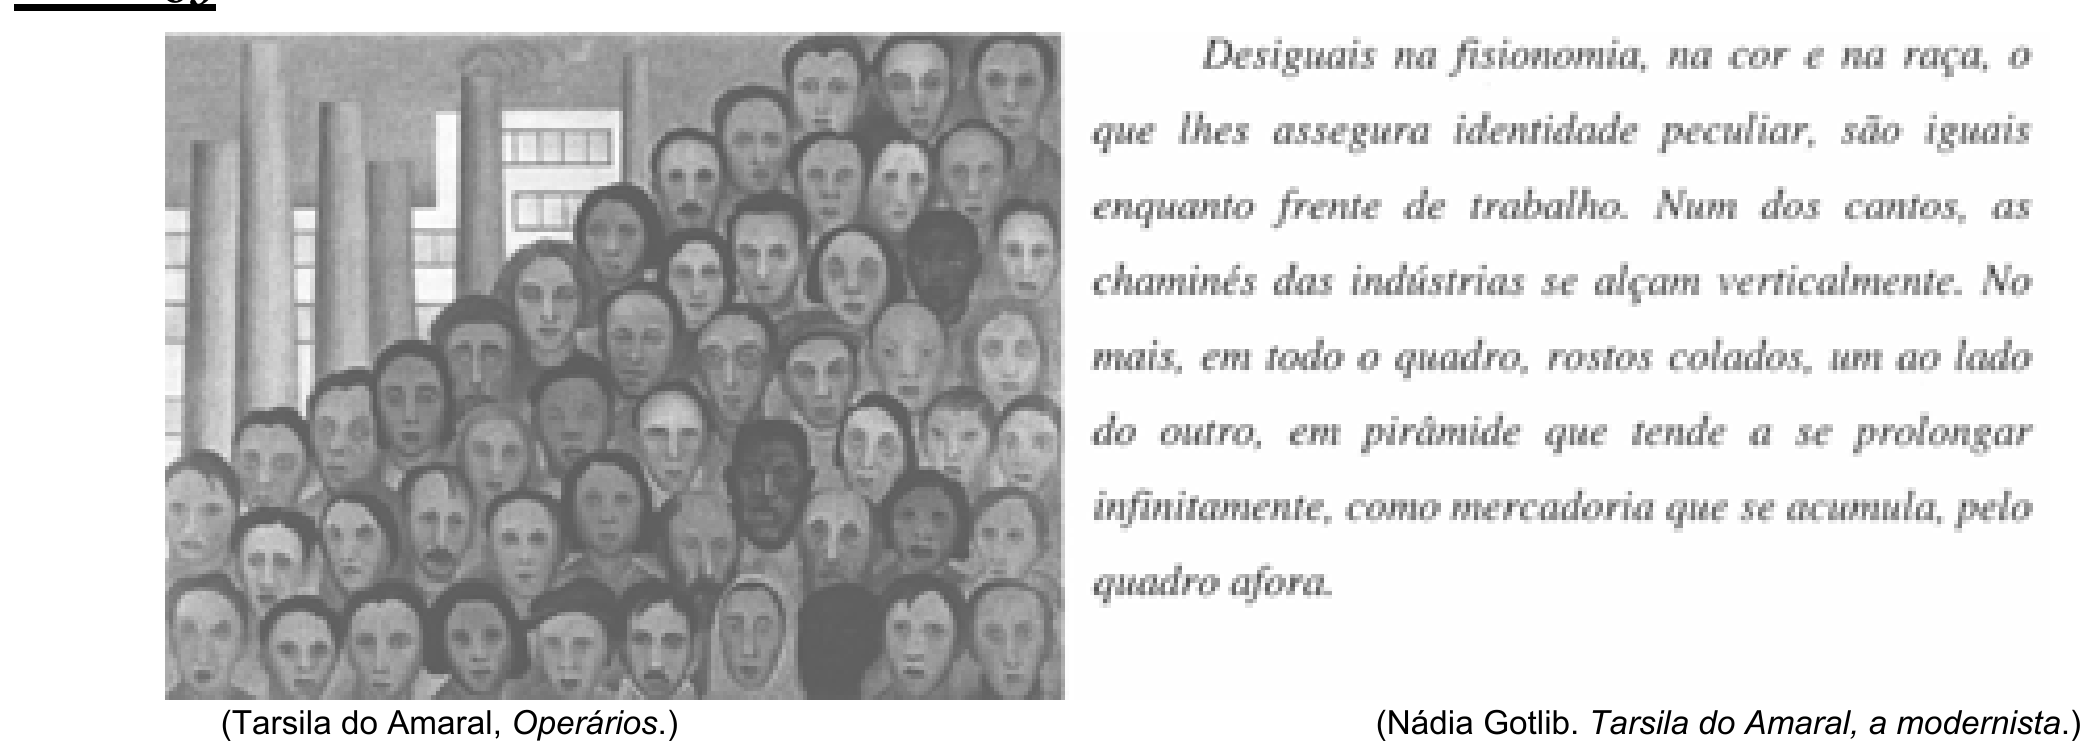 Desiguais na fisionomia, na cor e na raça, o
que lhes assegura identidade peculiar, são iguais
enquanto frente de trabalho. Num dos cantos, as
chaminés das indústrias se alçam verticalmente. No
mais, em todo o quadro, rostos colados, um ao lado
do outro, em pirâmide que tende a se prolongar
infinitamente, como mercadoria que se acumula, pelo
quadro afora.
(Tarsila do Amaral, Operários.)
(Nádia Gotlib. Tarsila do Amaral, a modernista.)